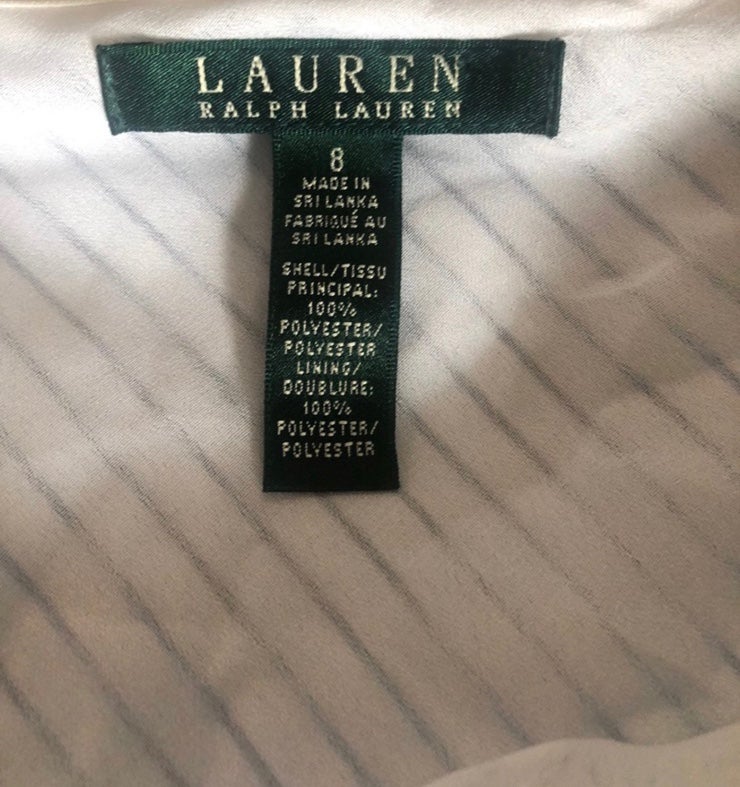 LAUREN
RALPH LAUREN
8
MADE IN
SRI LANKA
FABRIQUÉ AU
SRI LANKA
SHELL/TISSU
PRINCIPAL:
100%
POLYESTER/
POLYESTER
LINING/
DOUBLURE:
100%
POLYESTER/
POLYESTER